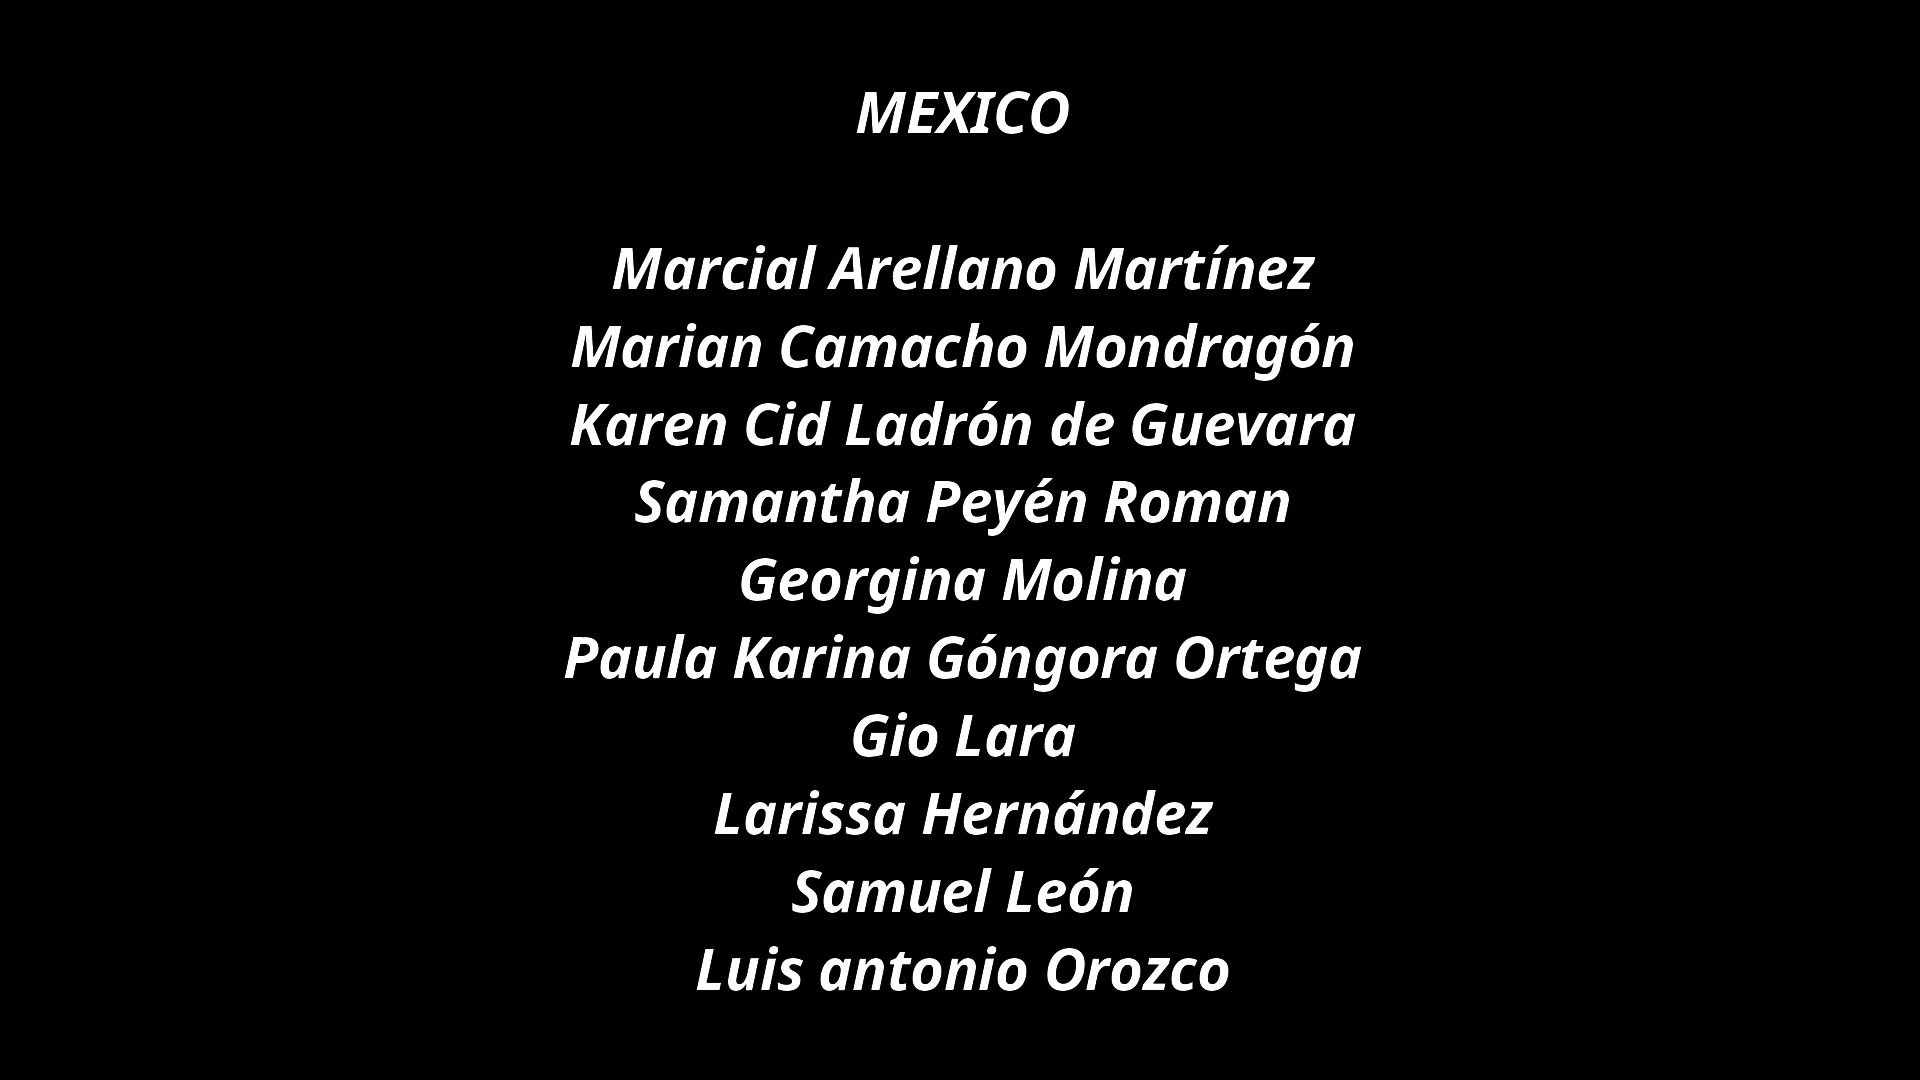 MEXICO
Marcial Arellano Martínez
Marian Camacho Mondragón
Karen Cid Ladrón de Guevara
Samantha Peyén Roman
Georgina Molina
Paula Karina Góngora Ortega
Gio Lara
Larissa Hernández
Samuel León
Luis antonio Orozco